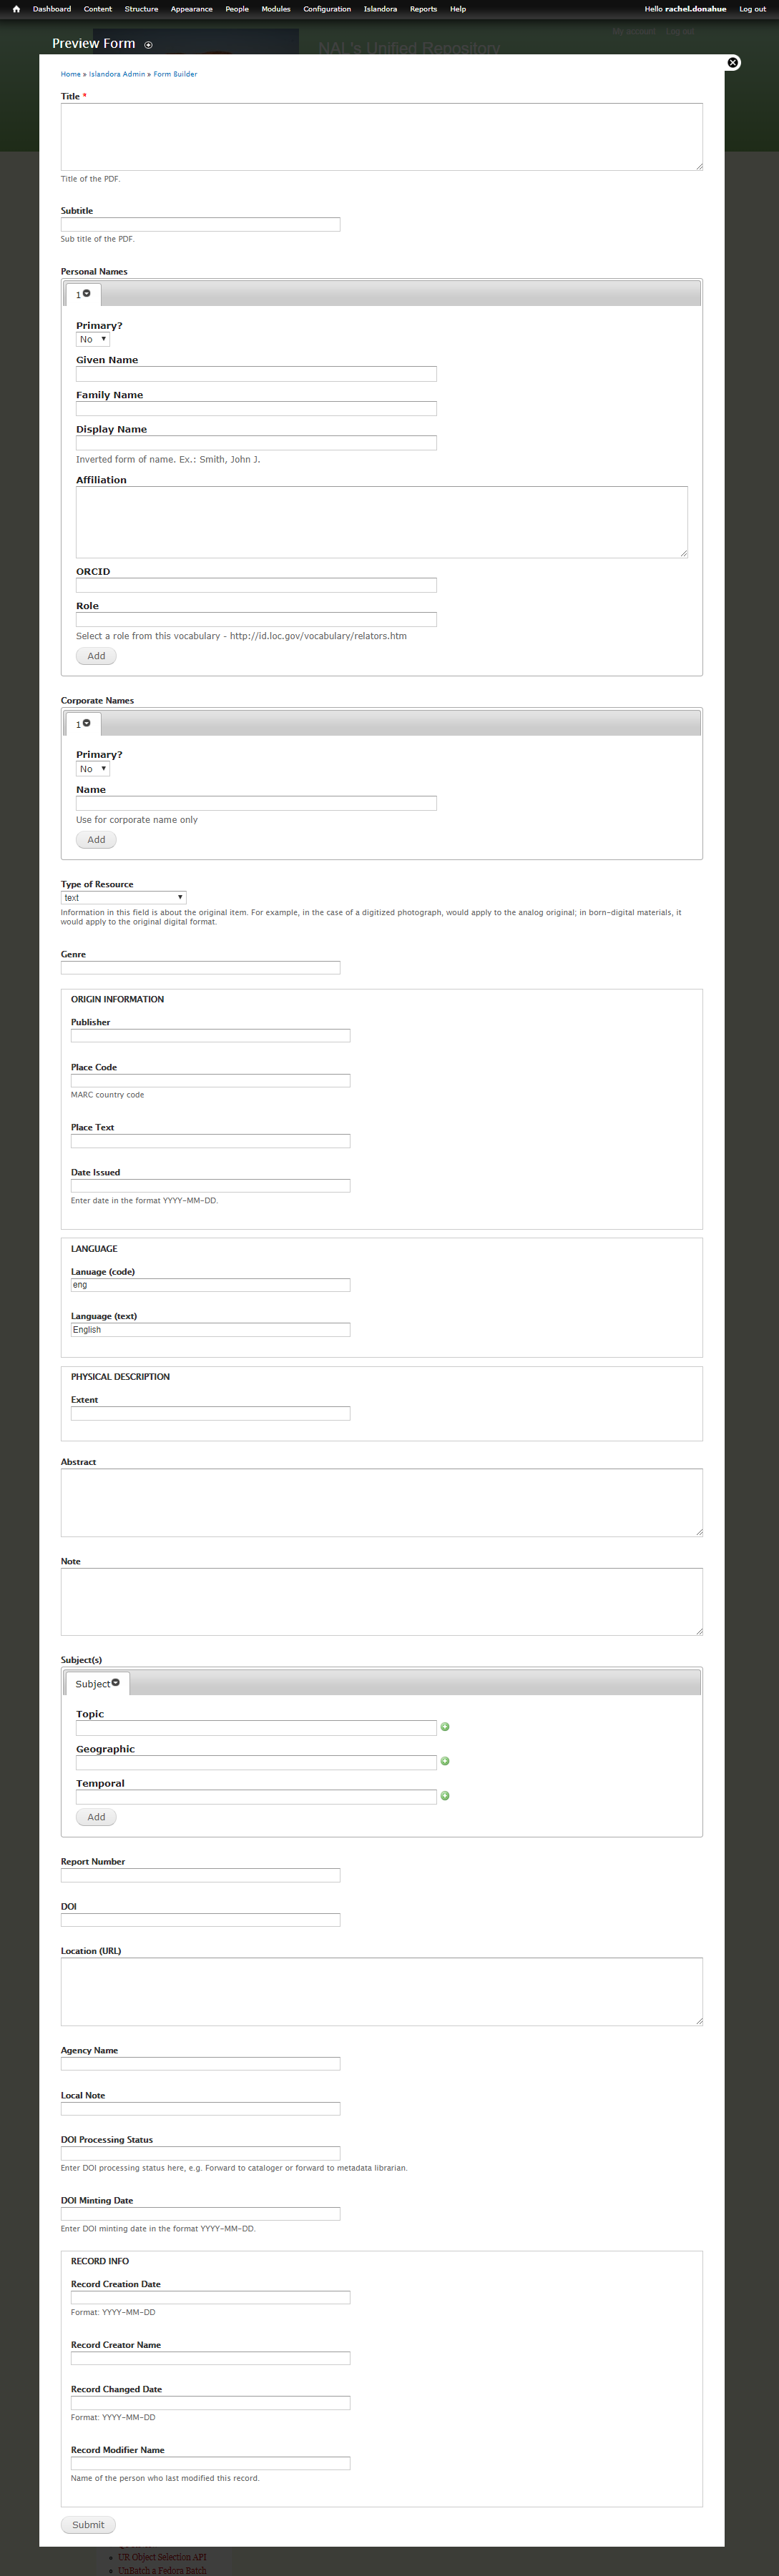 Dashboard Content Structure Appearance People Modules Configuration Islandora Reports Help Hello rachel.donahue Log out
My account Log out
Preview Form
NAL's Unified Repository
Home » Islandora Admin » Form Builder
Title *
Title of the PDF.
Subtitle
Sub title of the PDF.
Personal Names
1
Primary?
No
Given Name
Family Name
Display Name
Inverted form of name. Ex.: Smith, John J.
Affiliation
ORCID
Role
Select a role from this vocabulary - http://id.loc.gov/vocabulary/relators.htm
Add
Corporate Names
1
Primary?
No
Name
Use for corporate name only
Add
Type of Resource
text
Information in this field is about the original item. For example, in the case of a digitized photograph, would apply to the analog original; in born-digital materials, it
would apply to the original digital format.
Genre
ORIGIN INFORMATION
Publisher
Place Code
MARC country code
Place Text
Date Issued
Enter date in the format YYYY-MM-DD.
LANGUAGE
Lanuage (code)
eng
Language (text)
English
PHYSICAL DESCRIPTION
Extent
Abstract
Note
Subject(s)
Subject
Topic
Geographic
Temporal
Add
Report Number
DOI
Location (URL)
Agency Name
Local Note
DOI Processing Status
Enter DOI processing status here, e.g. Forward to cataloger or forward to metadata librarian.
DOI Minting Date
Enter DOI minting date in the format YYYY-MM-DD.
RECORD INFO
Record Creation Date
Format: YYYY-MM-DD
Record Creator Name
Record Changed Date
Format: YYYY-MM-DD
Record Modifier Name
Name of the person who last modified this record.
Submit
UR Object Selection API
UnBatch a Fedora Batch